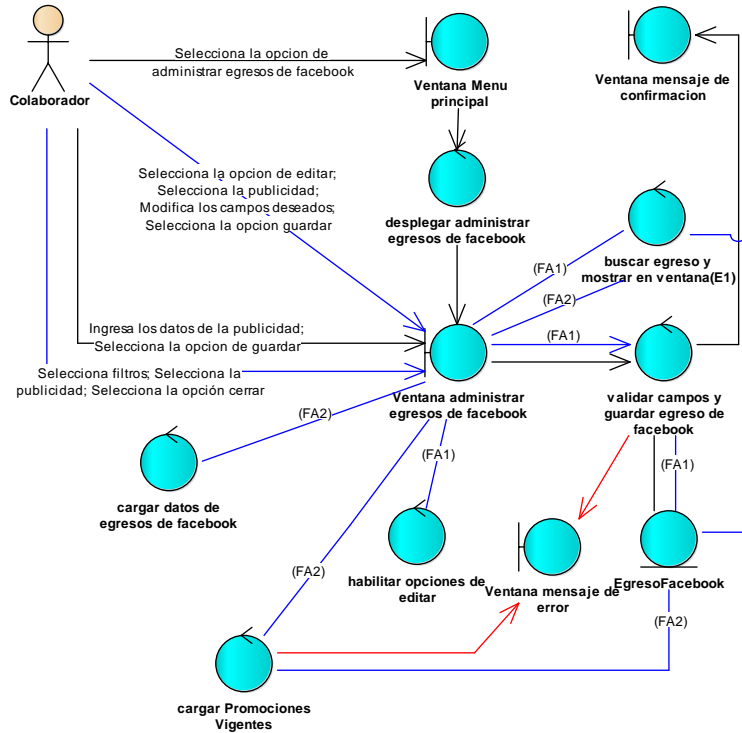 Colaborador
Selecciona la opcion de
administrar egresos de facebook
Ventana Menu
principal
Ventana mensaje de
confirmacion
Selecciona la opcion de editar;
Selecciona la publicidad;
Modifica los campos deseados;
Selecciona la opcion guardar
desplegar administrar
egresos de facebook
buscar egreso y
mostrar en ventana(E1)
(FA1)
(FA2)
(FA1)
Ingresa los datos de la publicidad;
Selecciona la opcion de guardar
Selecciona filtros; Selecciona la
publicidad; Selecciona la opción cerrar
Ventana administrar
egresos de facebook
validar campos y
guardar egreso de
facebook
(FA2)
(FA1)
(FA1)
cargar datos de
egresos de facebook
habilitar opciones de
editar
Ventana mensaje de
error
EgresoFacebook
(FA2)
(FA2)
cargar Promociones
Vigentes